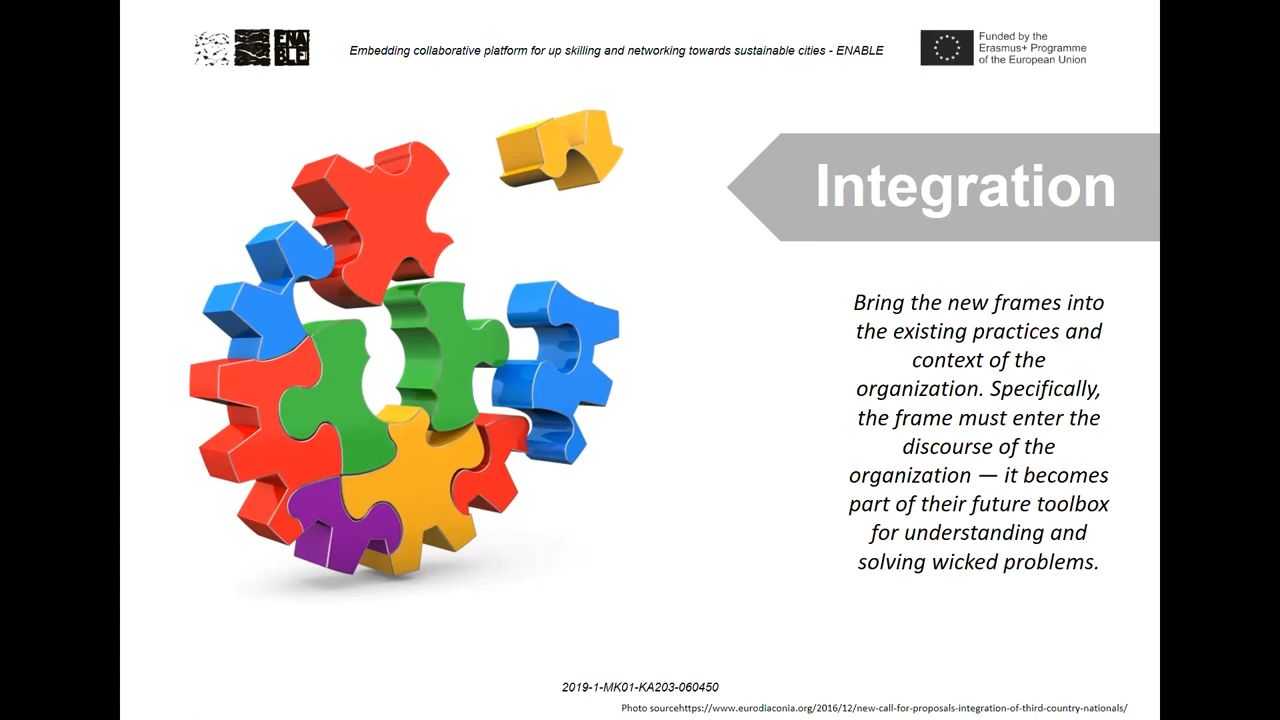 ENA
BLE
Embedding collaborative platform for up skilling and networking towards sustainable cities - ENABLE
Funded by the
Erasmus+ Programme
of the European Union
Integration
Bring the new frames into
the existing practices and
context of the
organization. Specifically,
the frame must enter the
discourse of the
organization — it becomes
part of their future toolbox
for understanding and
solving wicked problems.
2019-1-MK01-KA203-060450
Photo sourcehttps://www.eurodiaconia.org/2016/12/new-call-for-proposals-integration-of-third-country-nationals/